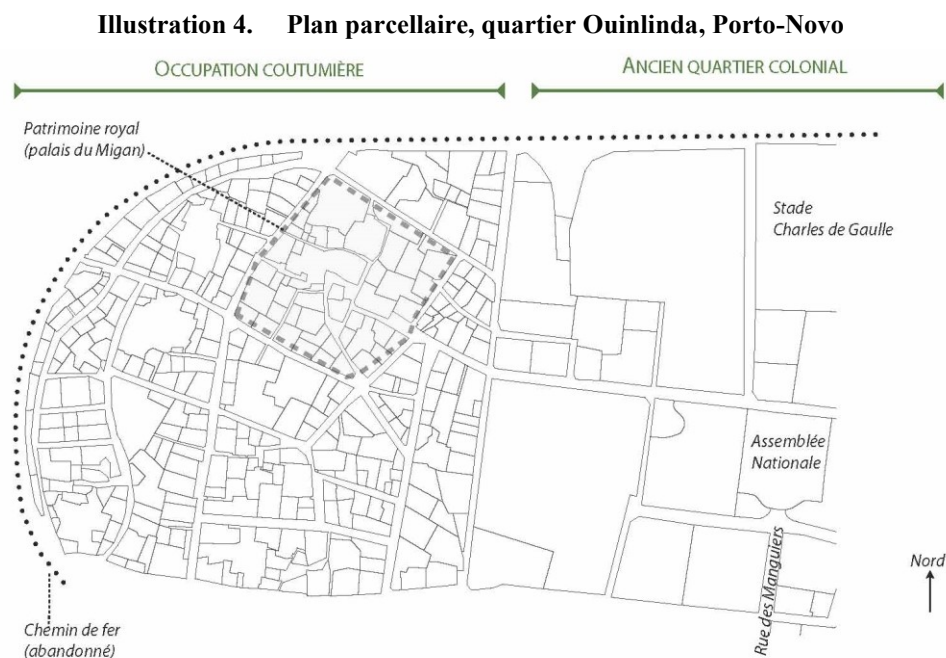 Illustration 4. Plan parcellaire, quartier Ouinlinda, Porto-Novo
OCCUPATION COUTUMIÈRE
ANCIEN QUARTIER COLONIAL
Patrimoine royal
(palais du Migan)
Stade
Charles de Gaulle
Assemblée
Nationale
Rue des Manguiers
Nord
Chemin de fer
(abandonné)